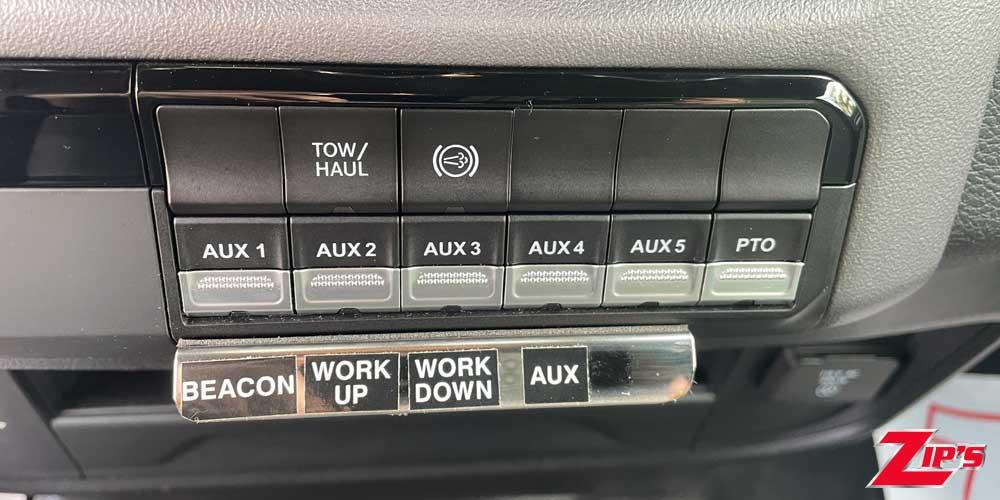 TOW/
HAUL
AUX 1 AUX 2 AUX 3 AUX 4 AUX 5 PTO
BEACON WORK UP WORK DOWN AUX
ZIP'S